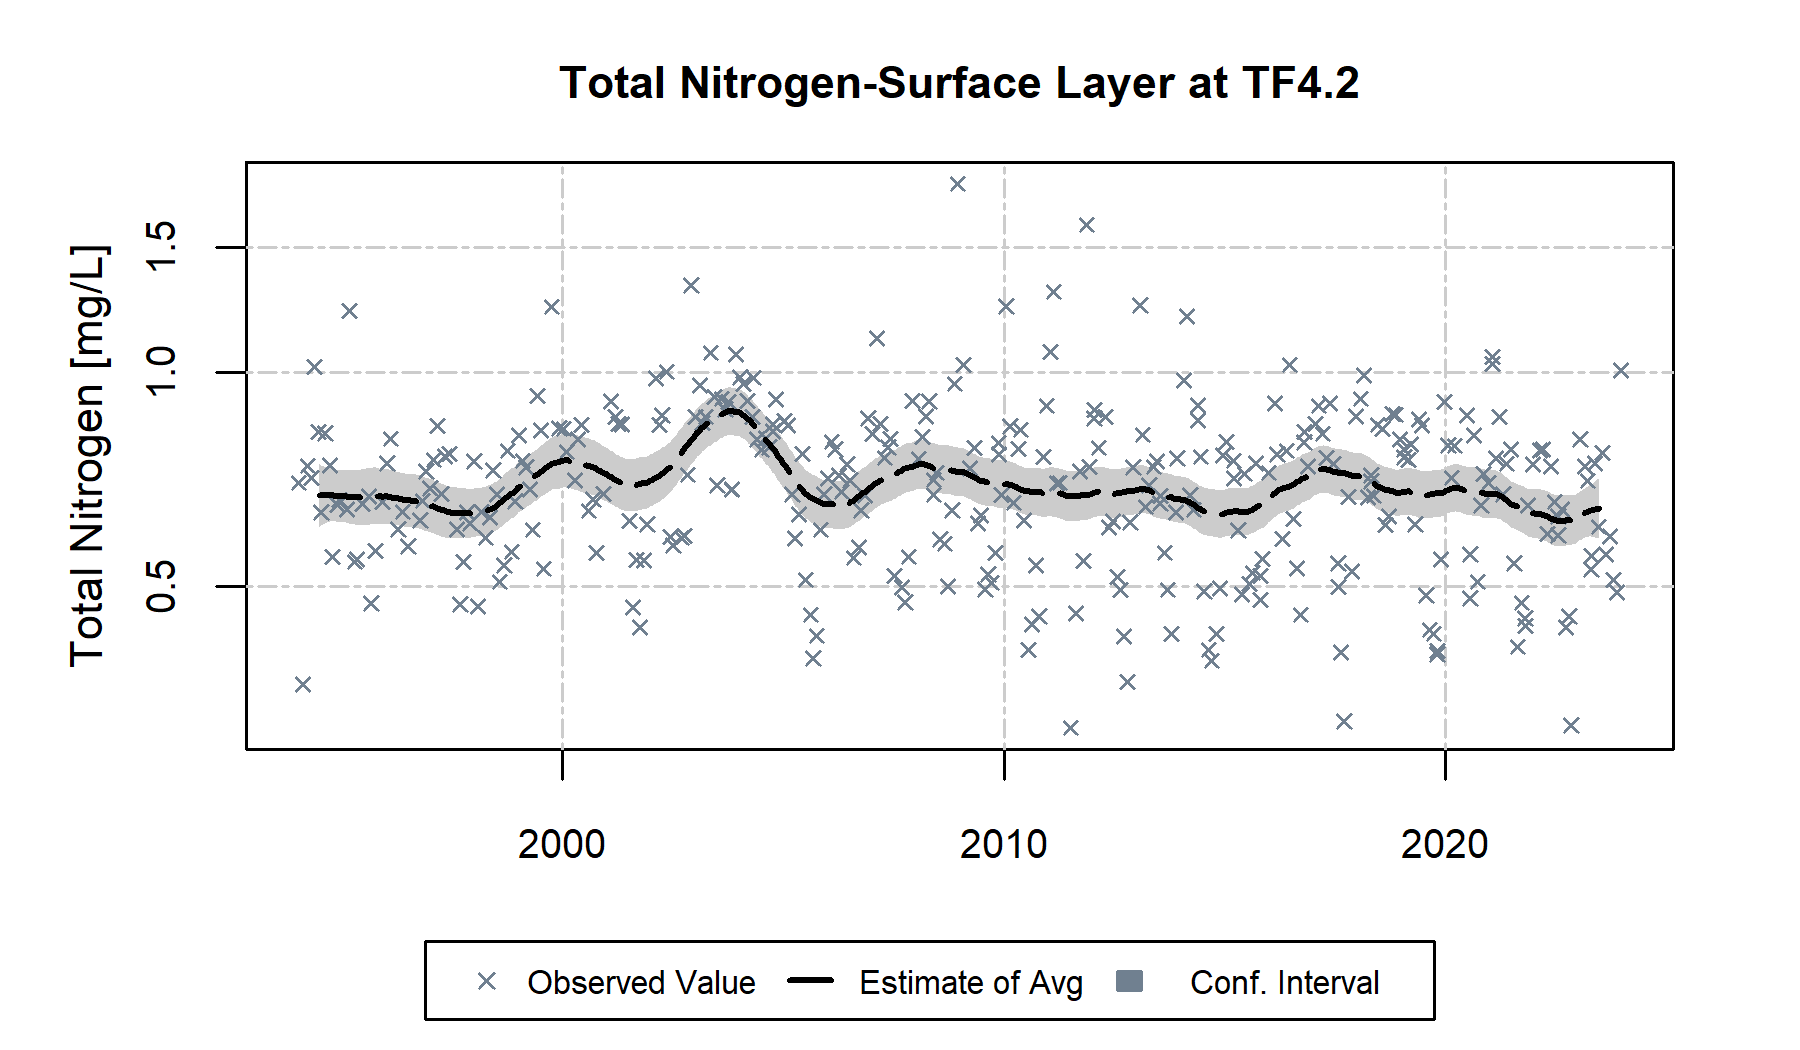 Total Nitrogen-Surface Layer at TF4.2
Total Nitrogen [mg/L]
1.5
1.0
0.5
2000 2010 2020
Observed Value Estimate of Avg Conf. Interval